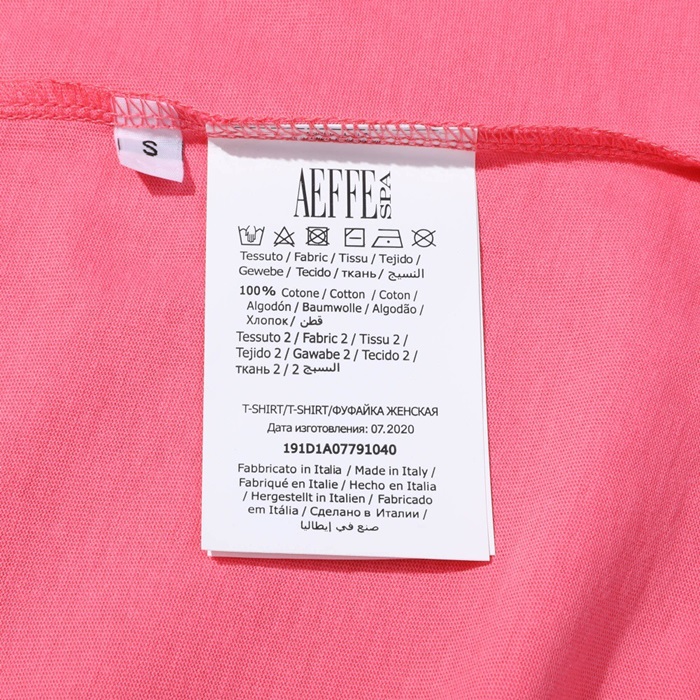 S
AEFFE SPA
Tessuto / Fabric / Tissu / Tejido /
Gewebe / Tecido / ткань / النسيج
100% Cotone / Cotton / Coton /
Algodón / Baumwolle / Algodão /
Хлопок / قطن
Tessuto 2 / Fabric 2 / Tissu 2 /
Tejido 2 / Gawabe 2 / Tecido 2 /
ткань 2 / 2 النسيج
T-SHIRT/T-SHIRT/ФУФАЙКА ЖЕНСКАЯ
Дата изготовления: 07.2020
191D1A07791040
Fabbricato in Italia / Made in Italy /
Fabriqué en Italie / Hecho en Italia
/ Hergestellt in Italien / Fabricado
em Itália / Сделано в Италии /
صنع في إيطاليا